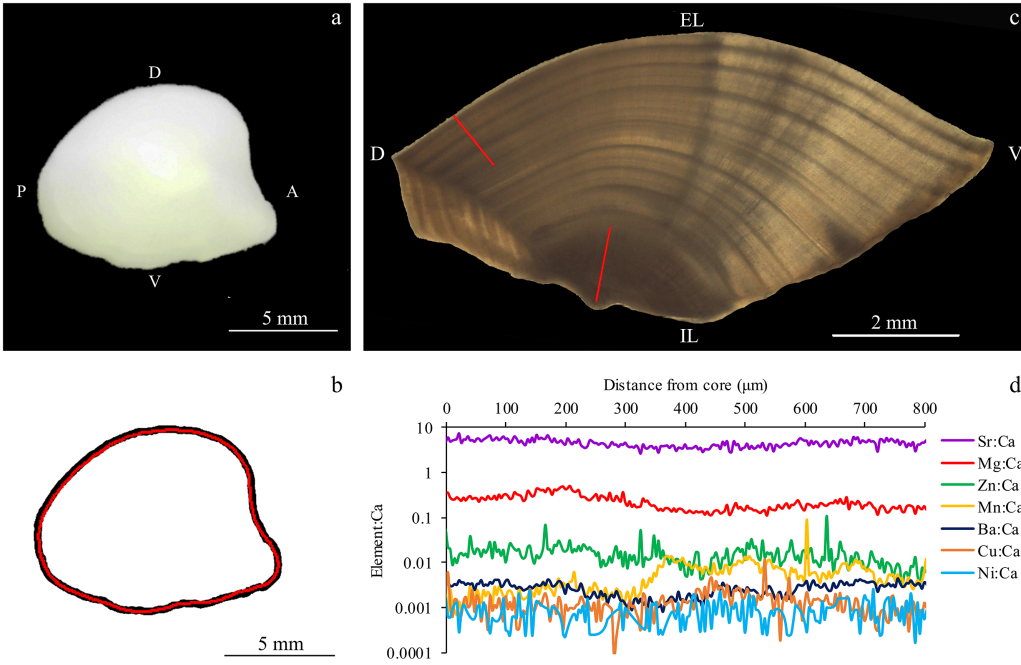 a
D
P
A
V
5 mm
c
EL
D
V
IL
2 mm
b
5 mm
d
Distance from core (μm)
0 100 200 300 400 500 600 700 800
10
1
0.1
0.01
0.001
0.0001
Element:Ca
Sr:Ca
Mg:Ca
Zn:Ca
Mn:Ca
Ba:Ca
Cu:Ca
Ni:Ca